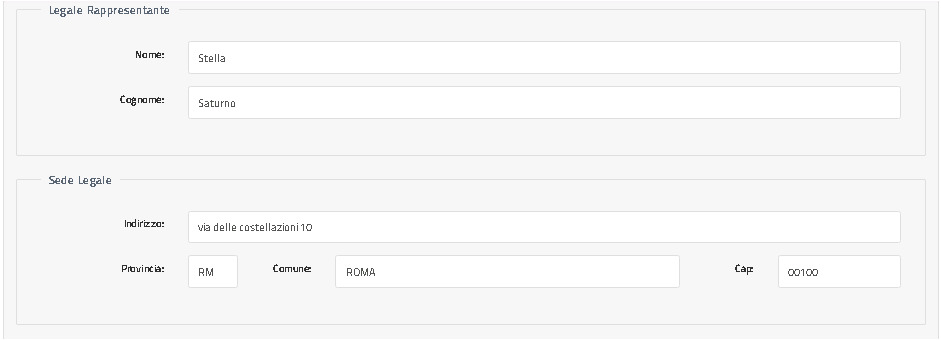 Legale Rappresentante
Nome: Stella
Cognome: Saturno
Sede Legale
Indirizzo: via delle costellazioni 10
Provincia: RM Comune: ROMA Cap: 00100